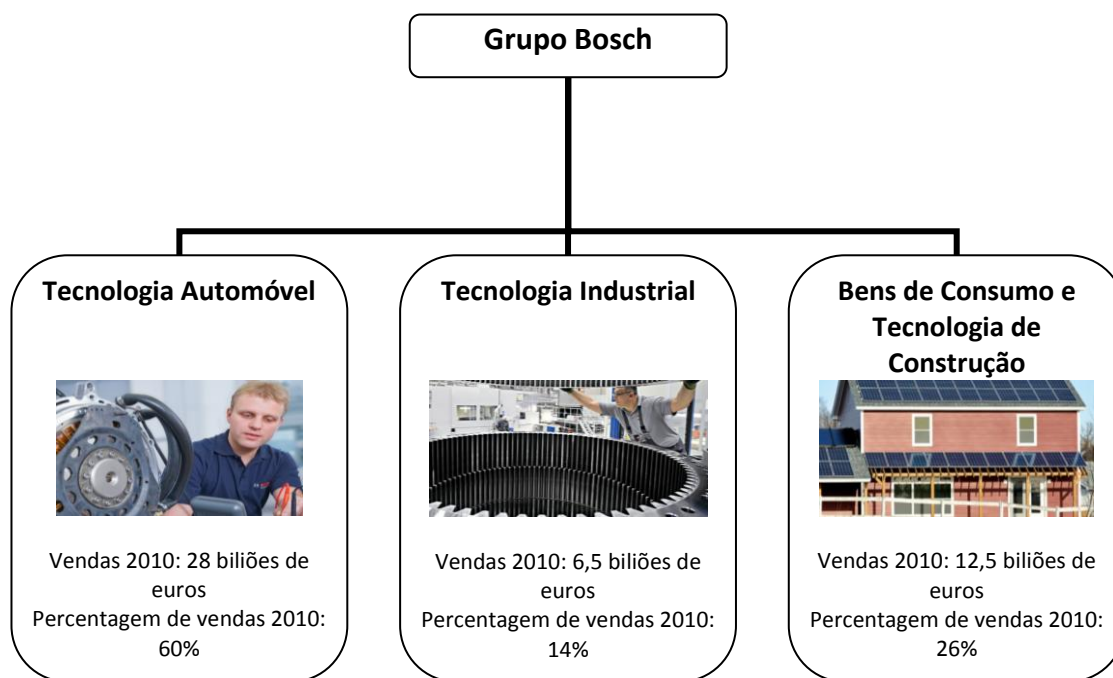 Grupo Bosch
Tecnologia Automóvel
Vendas 2010: 28 biliões de
euros
Percentagem de vendas 2010:
60%
Tecnologia Industrial
Vendas 2010: 6,5 biliões de
euros
Percentagem de vendas 2010:
14%
Bens de Consumo e
Tecnologia de
Construção
Vendas 2010: 12,5 biliões de
euros
Percentagem de vendas 2010:
26%